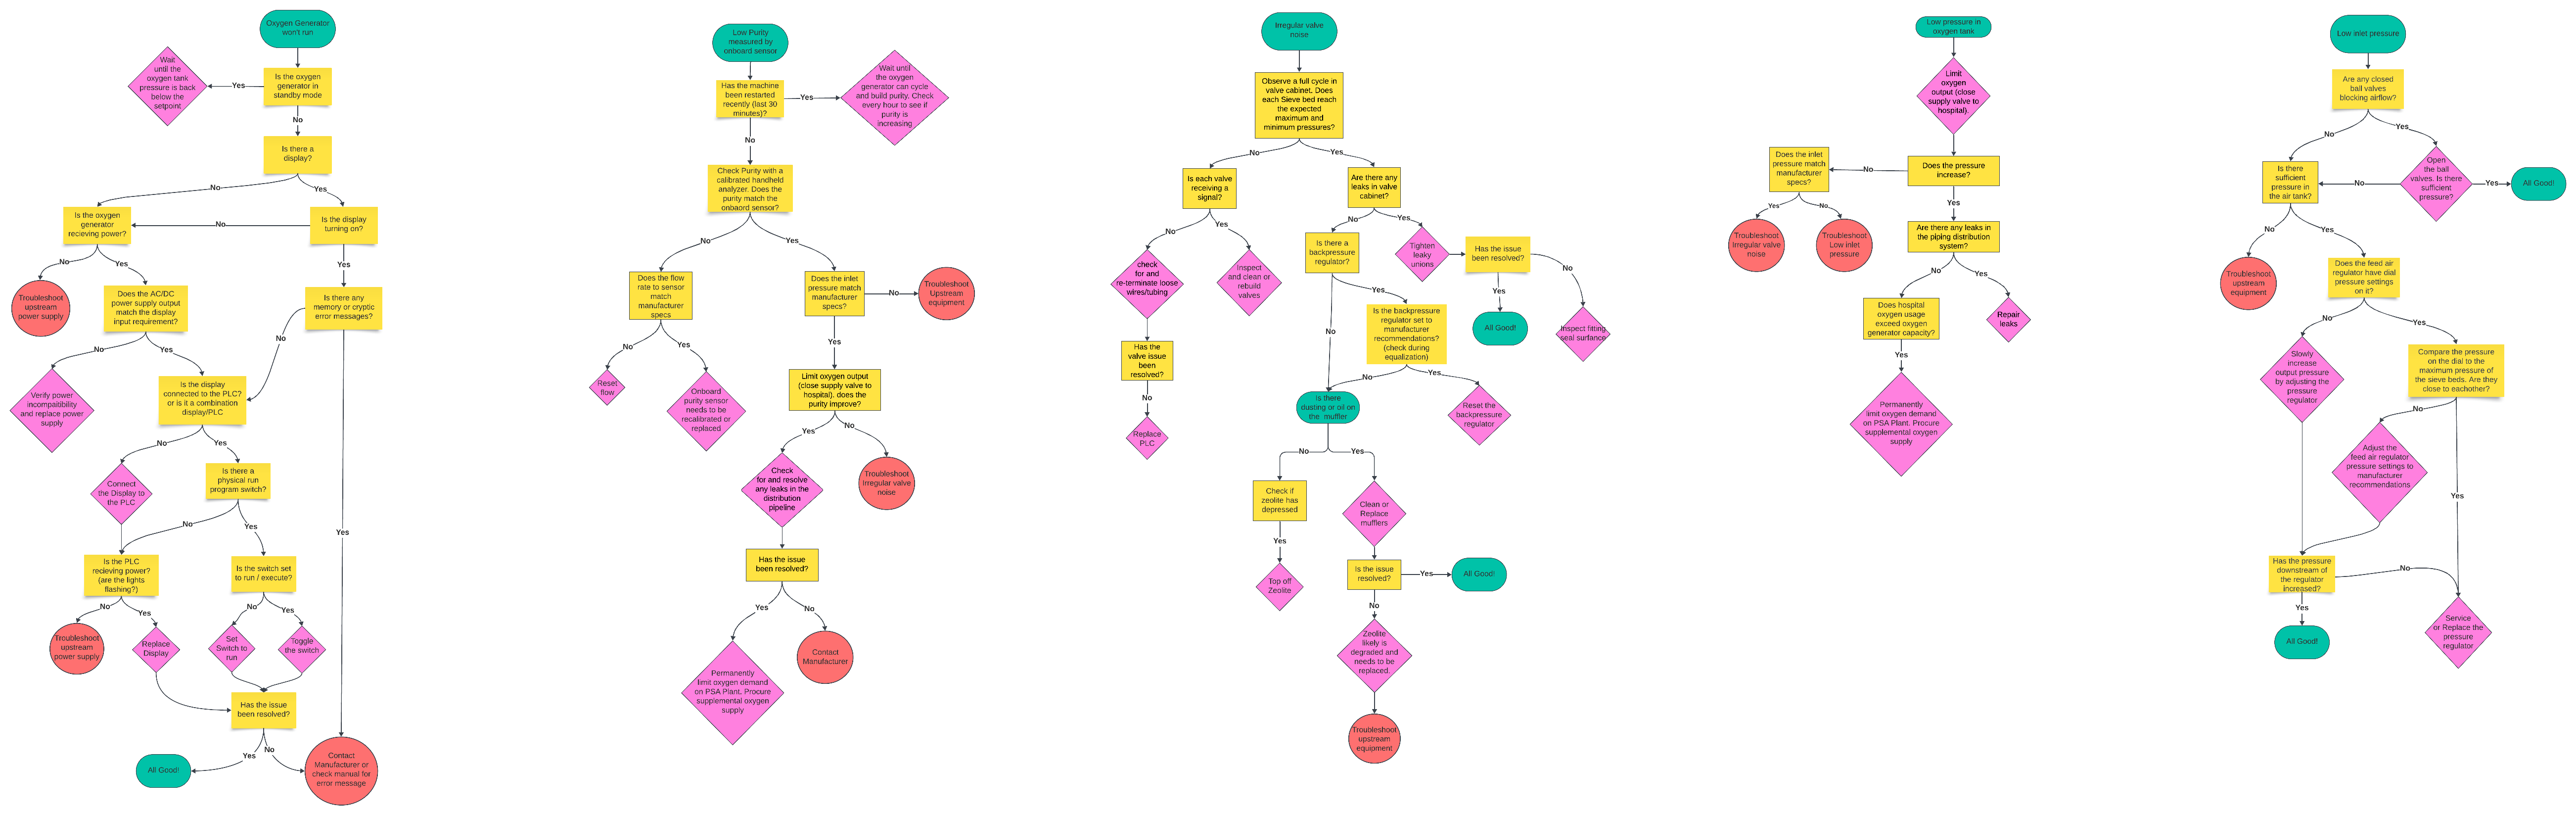 Oxygen Generator
won't run
Wait
until the
oxygen tank
pressure is back
below the
setpoint
Yes
Is the oxygen
generator in
standby mode
No
Is there a
display?
No
Yes
Is the oxygen
generator
recieving power?
No
Is the display
turning on?
No
Yes
Yes
Troubleshoot
upstream
power supply
Does the AC/DC
power supply output
match the display
input requirement?
Is there any
memory or cryptic
error messages?
No
No
Yes
Verify power
incompaitibility
and replace power
supply
Is the display
connected to the PLC?
or is it a combination
display/PLC
No
Yes
Connect
the Display to
the PLC
Is there a
physical run
program switch?
No
Yes
Yes
Is the PLC
recieving power?
(are the lights
flashing?)
Is the switch set
to run / execute?
No
Yes
No
Yes
Troubleshoot
upstream
power supply
Replace
Display
Set
Switch to
run
Toggle
the switch
Has the issue
been resolved?
Yes
No
All Good!
Contact
Manufacturer or
check manual for
error message
Low Purity
measured by
onboard sensor
Has the machine
been restarted
recently (last 30
minutes)?
Yes
Wait until
the oxygen
generator can cycle
and build purity. Check
every hour to see if
purity is
increasing
No
Check Purity with a
calibrated handheld
analyzer. Does the
purity match the
onbaord sensor?
No
Yes
Does the flow
rate to sensor
match
manufacturer
specs
Does the inlet
pressure match
manufacturer
specs?
No
Troubleshoot
Upstream
equipment
No
Yes
Yes
Reset
flow
Onboard
purity sensor
needs to be
recalibrated or
replaced
Limit oxygen output
(close supply valve to
hospital). does the
purity improve?
Yes
No
Check
for and resolve
any leaks in the
distribution
pipeline
Troubleshoot
Irregular valve
noise
Has the issue
been resolved?
Yes
No
Permanently
limit oxygen demand
on PSA Plant. Procure
supplemental oxygen
supply
Contact
Manufacturer
Irregular valve
noise
Observe a full cycle in
valve cabinet. Does
each Sieve bed reach
the expected
maximum and
minimum pressures?
No
Yes
Is each valve
receiving a
signal?
Are there any
leaks in valve
cabinet?
No
Yes
No
Yes
check
for and
re-terminate loose
wires/tubing
Inspect
and clean or
rebuild
valves
Is there a
backpressure
regulator?
Tighten
leaky
unions
Has the issue
been resolved?
No
Yes
Yes
No
Has the
valve issue
been
resolved?
Is the backpressure
regulator set to
manufacturer
recommendations?
(check during
equalization)
All Good!
Inspect fitting
seal surfance
No
No
Yes
Replace
PLC
Is there
dusting or oil on
the muffler
Reset the
backpressure
regulator
No
Yes
Check if
zeolite has
depressed
Clean or
Replace
mufflers
Yes
Top off
Zeolite
Is the issue
resolved?
Yes
All Good!
No
Zeolite
likely is
degraded and
needs to be
replaced.
Troubleshoot
upstream
equipment
Low pressure in
oxygen tank
Limit
oxygen
output (close
supply valve to
hospital).
Does the inlet
pressure match
manufacturer
specs?
No
Does the pressure
increase?
Yes
No
Yes
Troubleshoot
Irregular valve
noise
Troubleshoot
Low inlet
pressure
Are there any leaks
in the piping distribution
system?
No
Yes
Does hospital
oxygen usage
exceed oxygen
generator capacity?
Repair
leaks
Yes
Permanently
limit oxygen demand
on PSA Plant. Procure
supplemental oxygen
supply
Low inlet pressure
Are any closed
ball valves
blocking airflow?
No
Yes
Is there
sufficient
pressure in
the air tank?
No
Open
the ball
valves. Is there
sufficient
pressure?
Yes
All Good!
No
Yes
Troubleshoot
upstream
equipment
Does the feed air
regulator have dial
pressure settings
on it?
No
Yes
Slowly
increase
output pressure
by adjusting the
pressure
regulator
Compare the pressure
on the dial to the
maximum pressure of
the sieve beds. Are they
close to eachother?
No
Yes
Adjust the
feed air regulator
pressure settings to
manufacturer
recommendations
Has the pressure
downstream of
the regulator
increased?
No
Yes
All Good!
Service
or Replace the
pressure
regulator